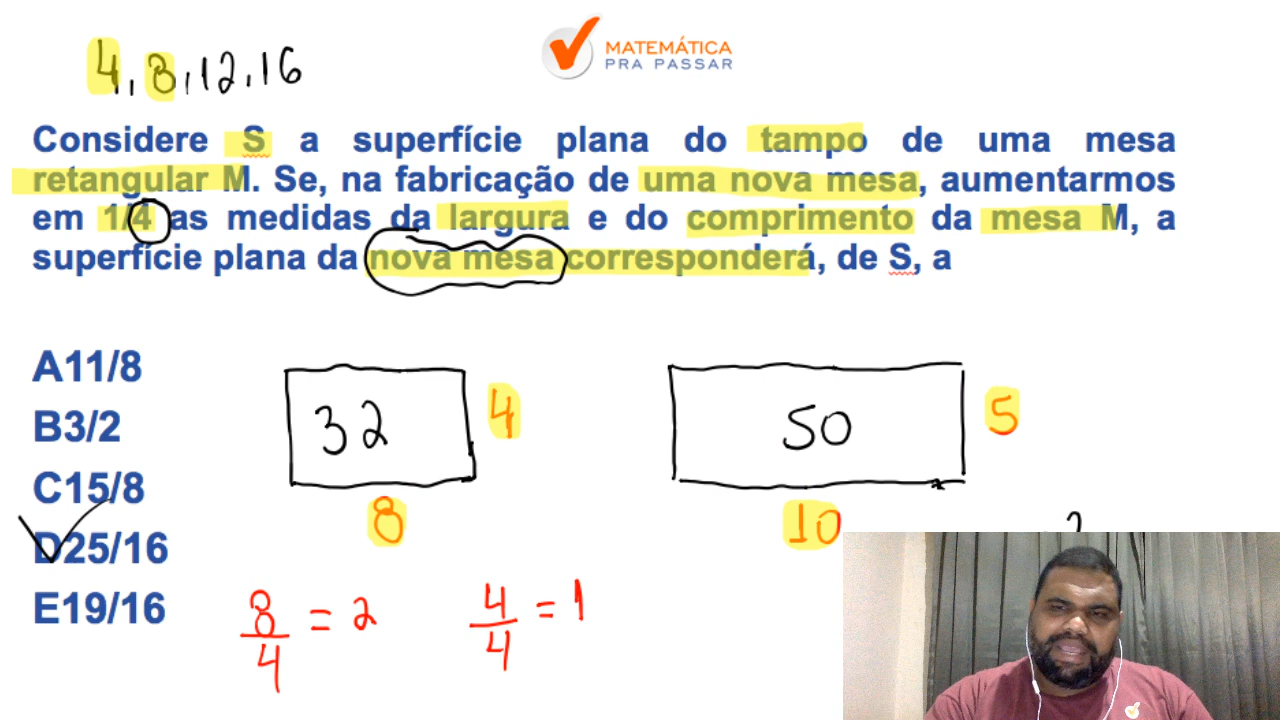 4, 8, 12, 16
MATEMÁTICA
PRA PASSAR
Considere S a superfície plana do tampo de uma mesa
retangular M. Se, na fabricação de uma nova mesa, aumentarmos
em 1/4 as medidas da largura e do comprimento da mesa M, a
superfície plana da nova mesa corresponderá, de S, a
A11/8
B3/2
C15/8
D25/16
E19/16
32
4
8
50
5
10
8/4 = 2
4/4 = 1